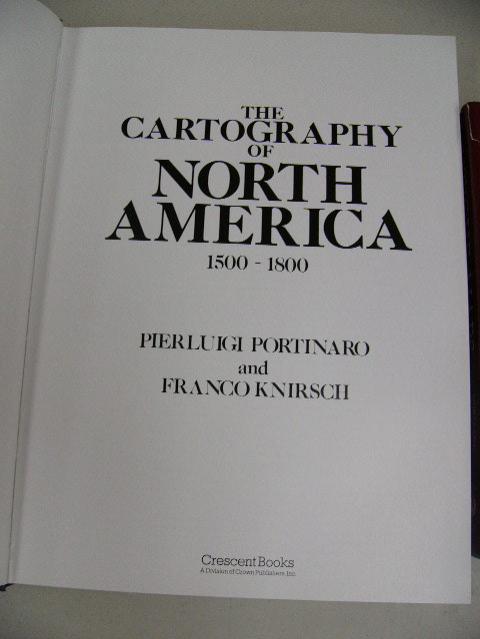 THE
CARTOGRAPHY
OF
NORTH
AMERICA
1500 - 1800
PIERLUIGI PORTINARO
and
FRANCO KNIRSCH
Crescent Books
A Division of Crown Publishers, Inc.